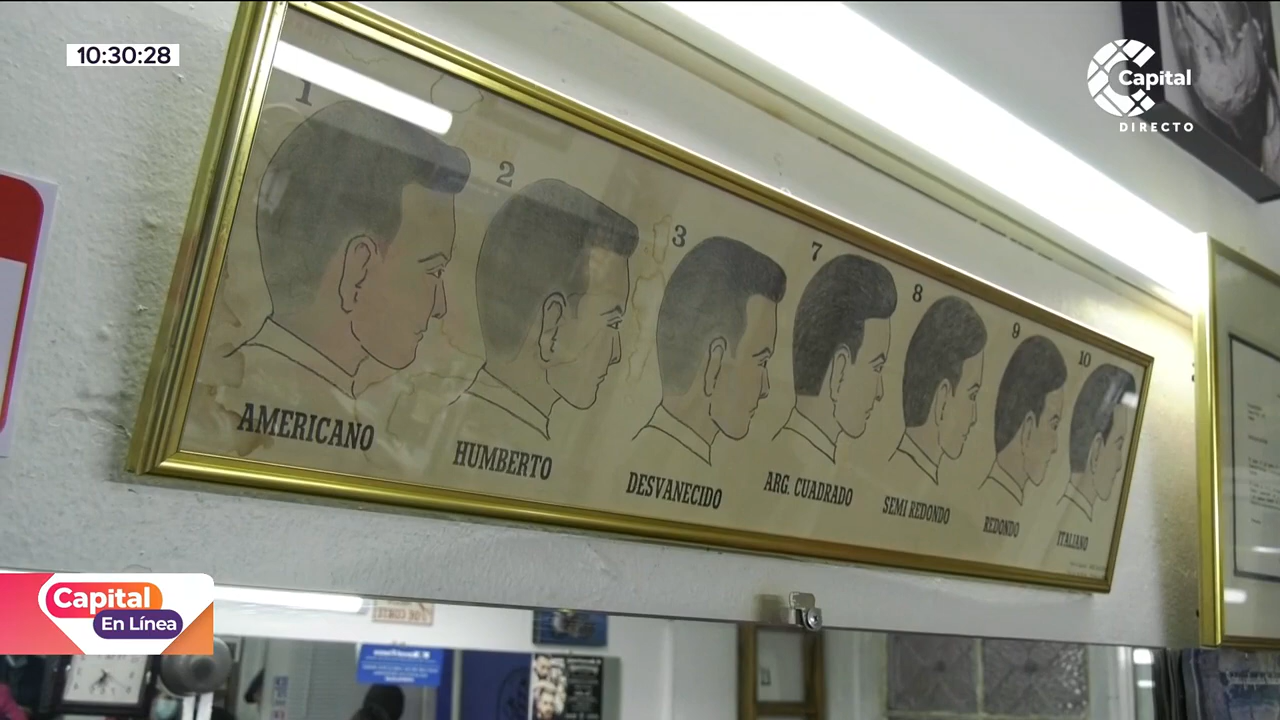 10:30:28
Capital
DIRECTO
1
2
3
7
8
9
10
AMERICANO
HUMBERTO
DESVANECIDO
ARG. CUADRADO
SEMI REDONDO
REDONDO
ITALIANO
Capital
En Línea